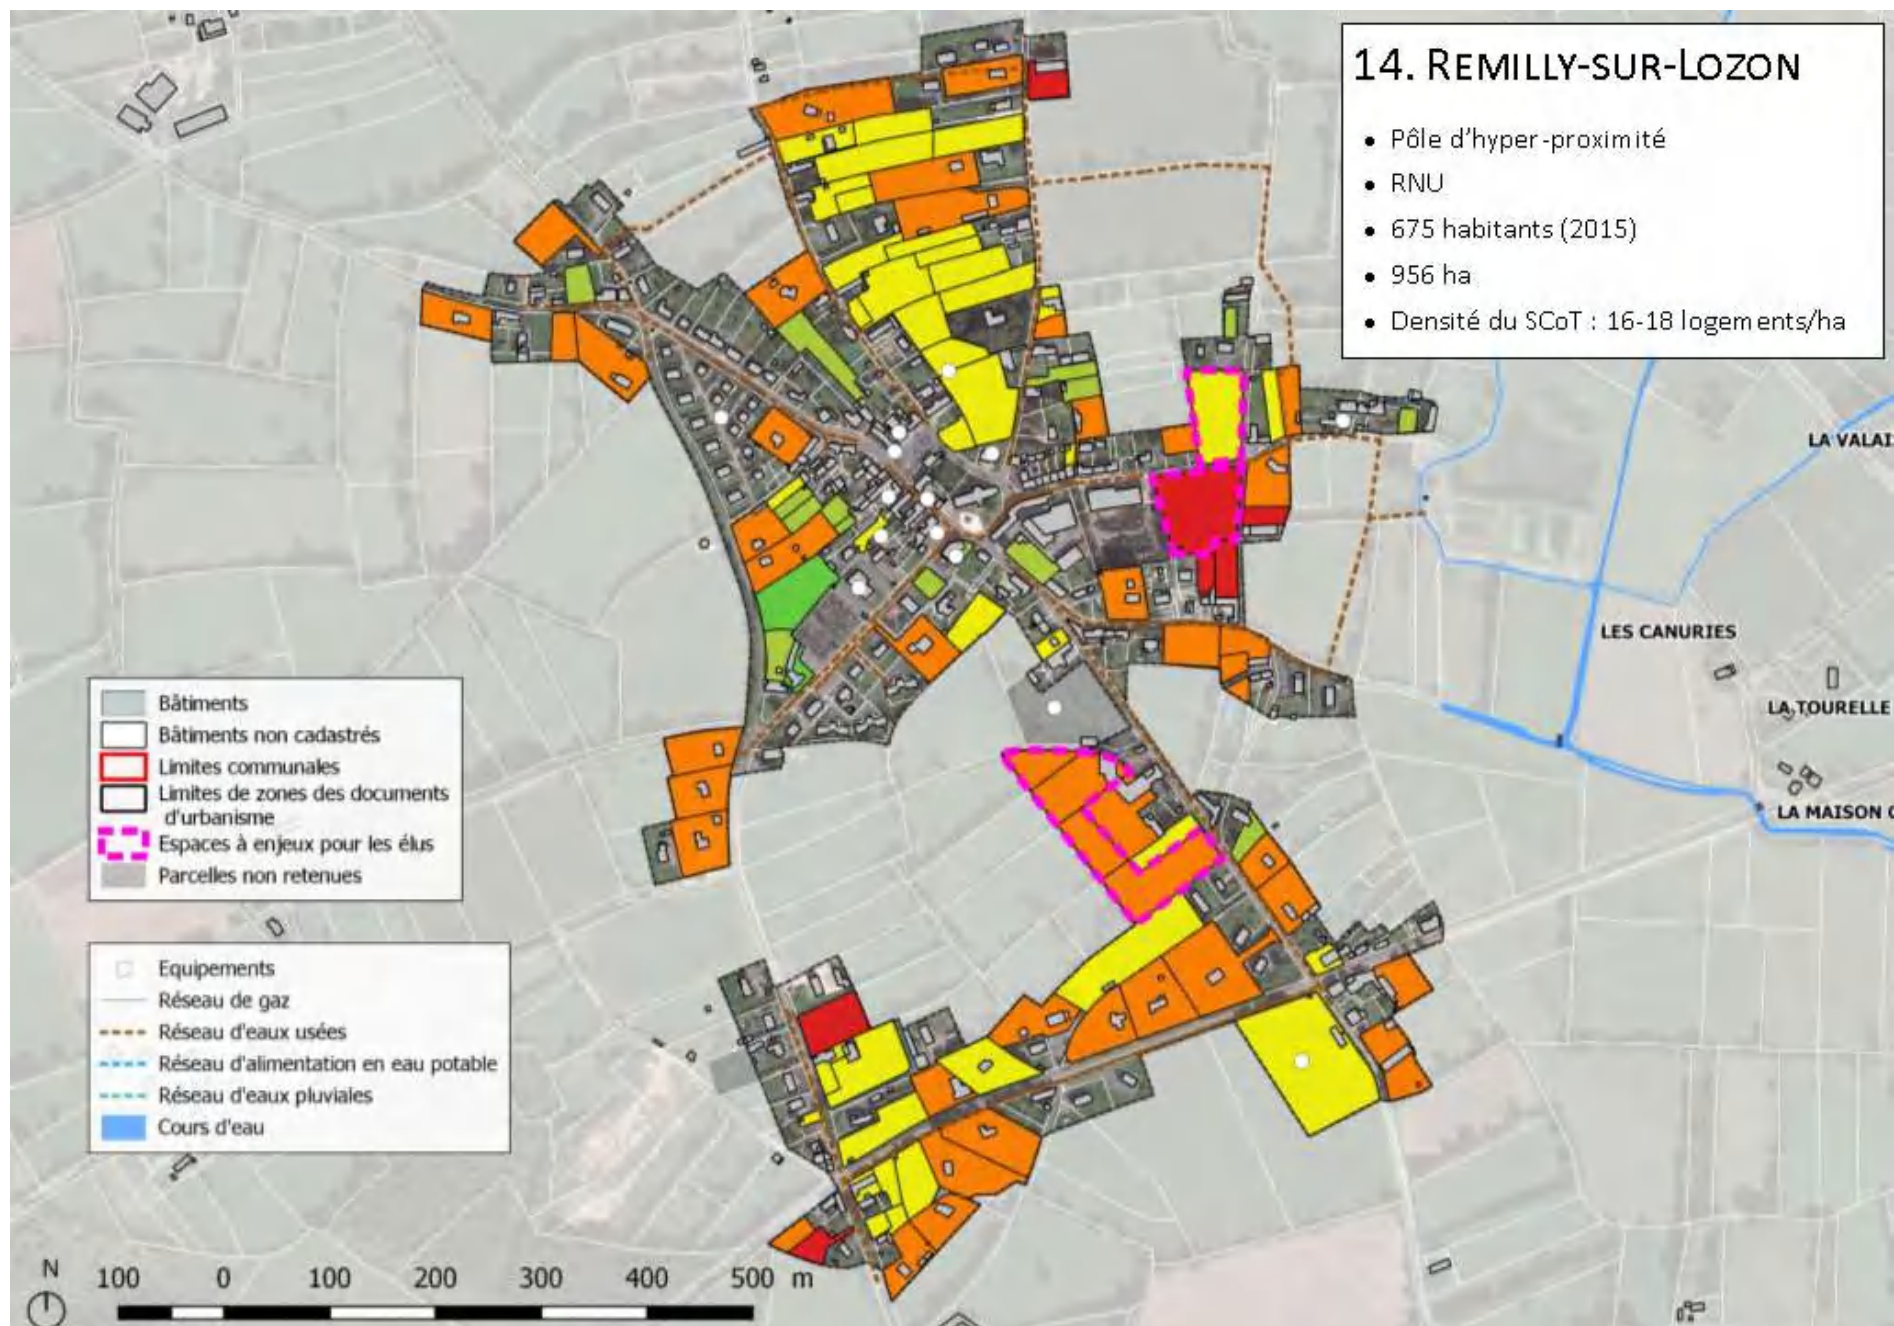 14. REMILLY-SUR-LOZON
• Pôle d'hyper-proximité
• RNU
• 675 habitants (2015)
• 956 ha
• Densité du SCoT : 16-18 logements/ha
LES CANURIES
LA TOURELLE
LA MAISON
Bâtiments
Bâtiments non cadastrés
Limites communales
Limites de zones des documents
d'urbanisme
Espaces à enjeux pour les élus
Parcelles non retenues
Equipements
Réseau de gaz
Réseau d'eaux usées
Réseau d'alimentation en eau potable
Réseau d'eaux pluviales
Cours d'eau
N
100 0 100 200 300 400 500 m